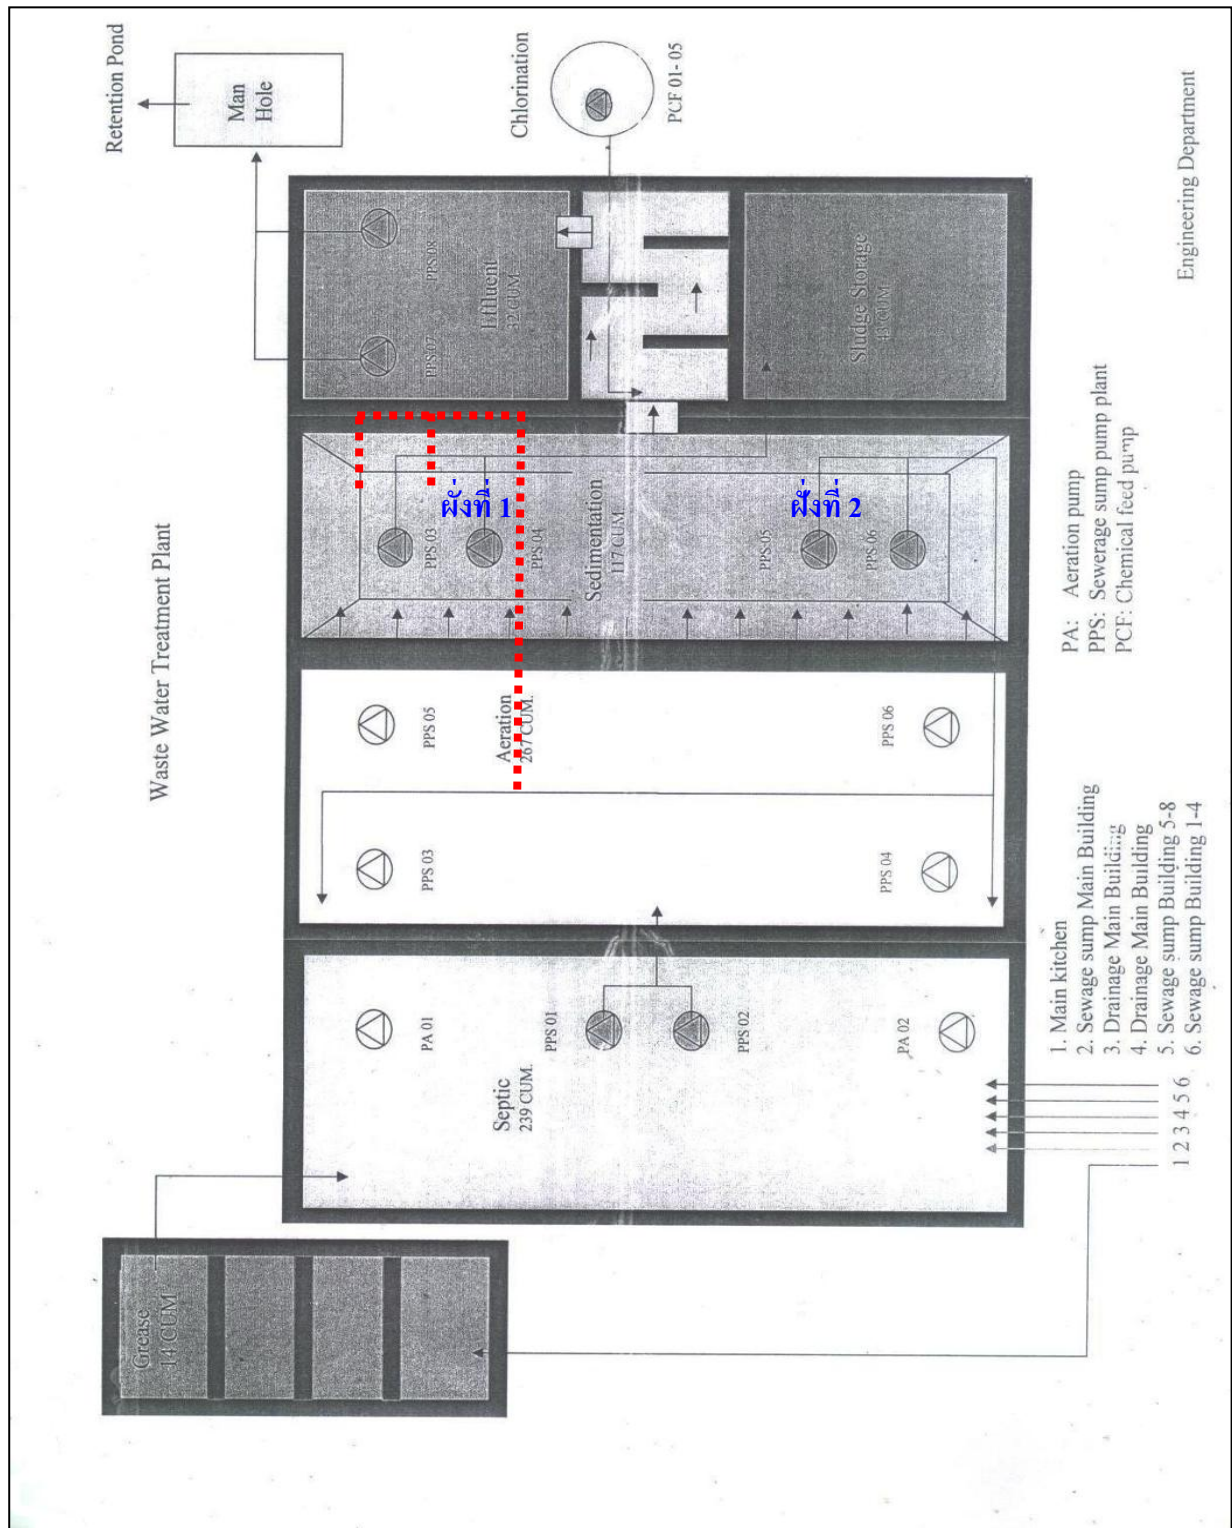 Waste Water Treatment Plant
Retention Pond
Man
Hole
Chlorination
PCF 01- 05
PPS 08
PPS 07
Effluent
32 CUM.
Sludge Storage
43 CUM.
ฝั่งที่ 1
ฝั่งที่ 2
PPS 03
PPS 04
Sedimentation
117 CUM.
PPS 05
PPS 06
PPS 05
Aeration
267 CUM.
PPS 06
PPS 03
PPS 04
PA 01
PPS 01
PPS 02
PA 02
Septic
239 CUM.
Grease
14 CUM
PA: Aeration pump
PPS: Sewerage sump pump plant
PCF: Chemical feed pump
1. Main kitchen
2. Sewage sump Main Building
3. Drainage Main Building
4. Drainage Main Building
5. Sewage sump Building 5-8
6. Sewage sump Building 1-4
1 2 3 4 5 6
Engineering Department